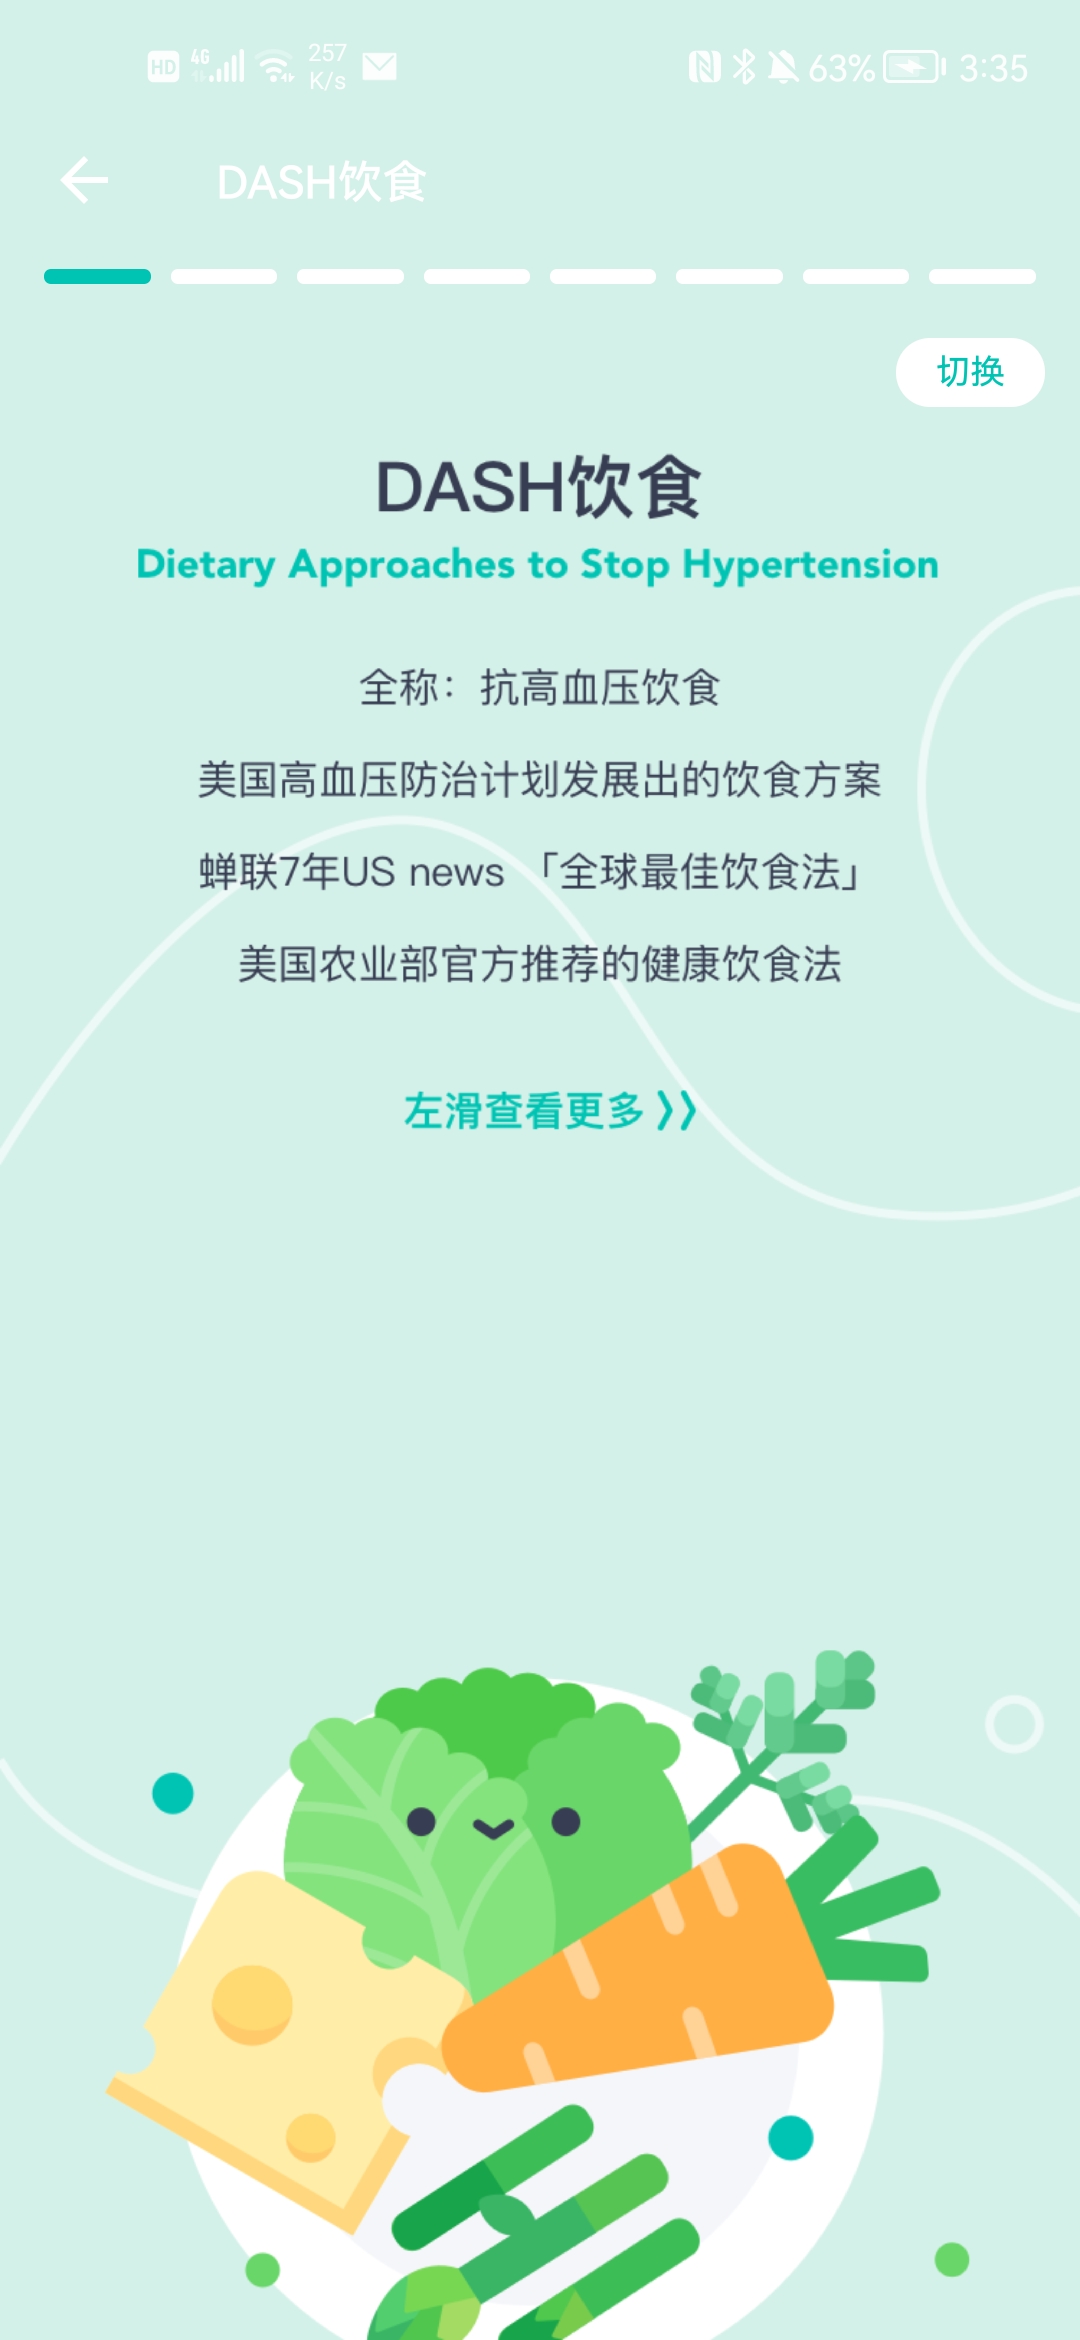 HD 4G 257 K/s 63% 3:35
DASH饮食
切换
DASH饮食
Dietary Approaches to Stop Hypertension
全称：抗高血压饮食
美国高血压防治计划发展出的饮食方案
蝉联7年US news 「全球最佳饮食法」
美国农业部官方推荐的健康饮食法
左滑查看更多